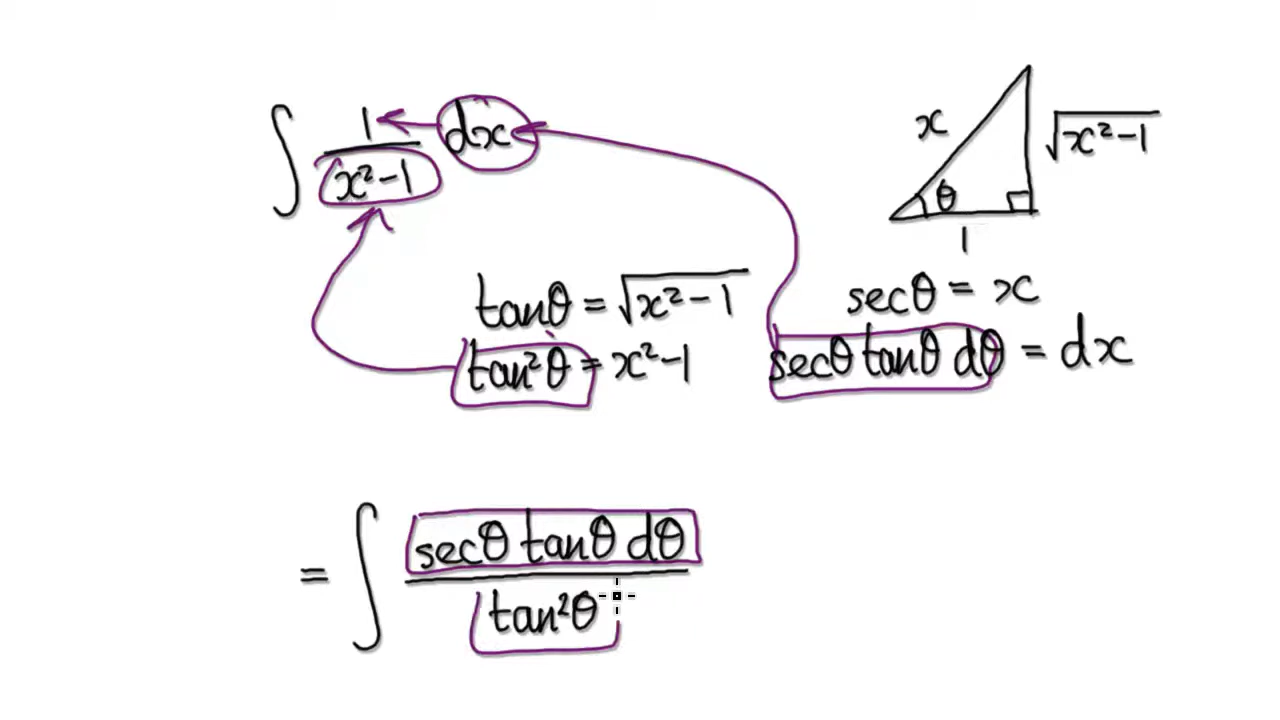 ∫ 1/(x²−1) dx
x
√(x²−1)
θ
1
tanθ = √(x²−1)
secθ = x
tan²θ = x²−1
secθ tanθ dθ = dx
= ∫ (secθ tanθ dθ)/(tan²θ)